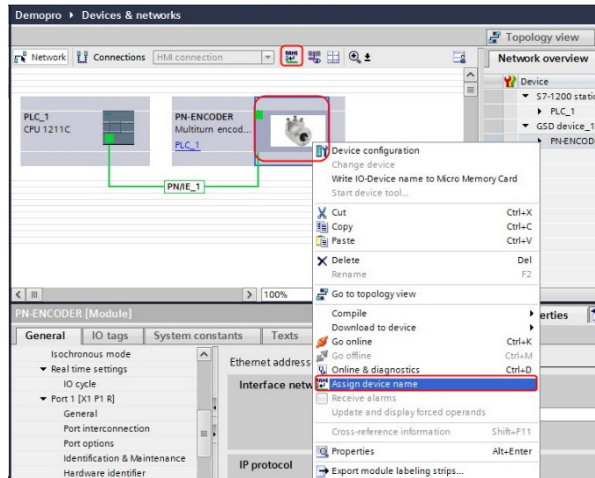 Demopro ▸ Devices & networks
Topology view
Network
Connections
HMI connection
Network overview
Device
S7-1200 static
PLC_1
GSD device_1
PN-ENCOD
PLC_1
CPU 1211C
PN-ENCODER
Multiturn encod...
PLC_1
PN/IE_1
Device configuration
Change device
Write IO-Device name to Micro Memory Card
Start device tool...
Cut Ctrl+X
Copy Ctrl+C
Paste Ctrl+V
Delete Del
Rename F2
Go to topology view
Compile
Download to device
Go online Ctrl+K
Go offline Ctrl+M
Online & diagnostics Ctrl+D
Assign device name
Receive alarms
Update and display forced operands
Cross-reference information Shift+F11
Properties Alt+Enter
Export module labeling strips...
100%
PN-ENCODER [Module]
erties
General
IO tags
System constants
Texts
Isochronous mode
Real time settings
IO cycle
Port 1 [X1 P1 R]
General
Port interconnection
Port options
Identification & Maintenance
Hardware identifier
Ethernet address
Interface netw
IP protocol